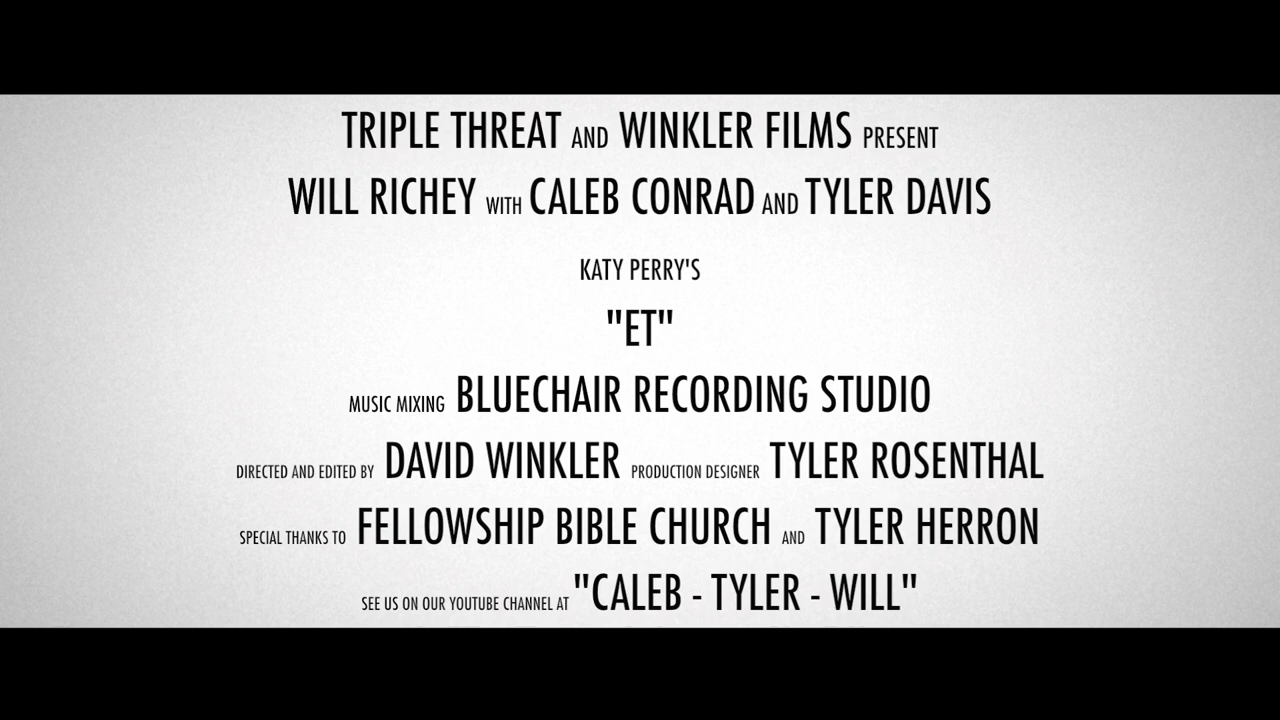 TRIPLE THREAT AND WINKLER FILMS PRESENT
WILL RICHEY WITH CALEB CONRAD AND TYLER DAVIS
KATY PERRY'S
"ET"
MUSIC MIXING BLUECHAIR RECORDING STUDIO
DIRECTED AND EDITED BY DAVID WINKLER PRODUCTION DESIGNER TYLER ROSENTHAL
SPECIAL THANKS TO FELLOWSHIP BIBLE CHURCH AND TYLER HERRON
SEE US ON OUR YOUTUBE CHANNEL AT "CALEB - TYLER - WILL"